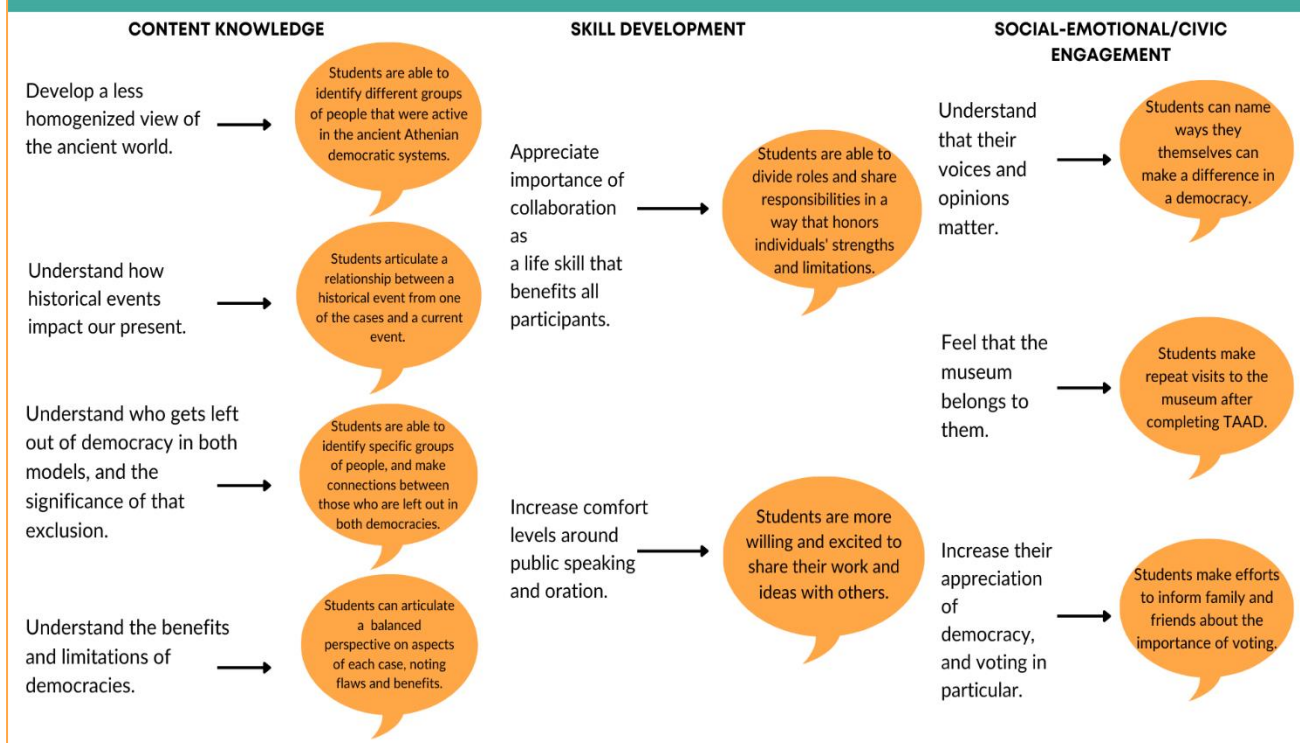 CONTENT KNOWLEDGE
Develop a less
homogenized view of
the ancient world.
Students are able to
identify different groups
of people that were active
in the ancient Athenian
democratic systems.
Understand how
historical events
impact our present.
Students articulate a
relationship between a
historical event from one
of the cases and a current
event.
Understand who gets left
out of democracy in both
models, and the
significance of that
exclusion.
Students are able to
identify specific groups
of people, and make
connections between
those who are left out in
both democracies.
Understand the benefits
and limitations of
democracies.
Students can articulate
a balanced
perspective on aspects
of each case, noting
flaws and benefits.
SKILL DEVELOPMENT
Appreciate
importance of
collaboration
as
a life skill that
benefits all
participants.
Students are able to
divide roles and share
responsibilities in a
way that honors
individuals' strengths
and limitations.
Increase comfort
levels around
public speaking
and oration.
Students are more
willing and excited to
share their work and
ideas with others.
SOCIAL-EMOTIONAL/CIVIC
ENGAGEMENT
Understand
that their
voices and
opinions
matter.
Students can name
ways they
themselves can
make a difference in
a democracy.
Feel that the
museum
belongs to
them.
Students make
repeat visits to the
museum after
completing TAAD.
Increase their
appreciation
of
democracy,
and voting in
particular.
Students make efforts
to inform family and
friends about the
importance of voting.